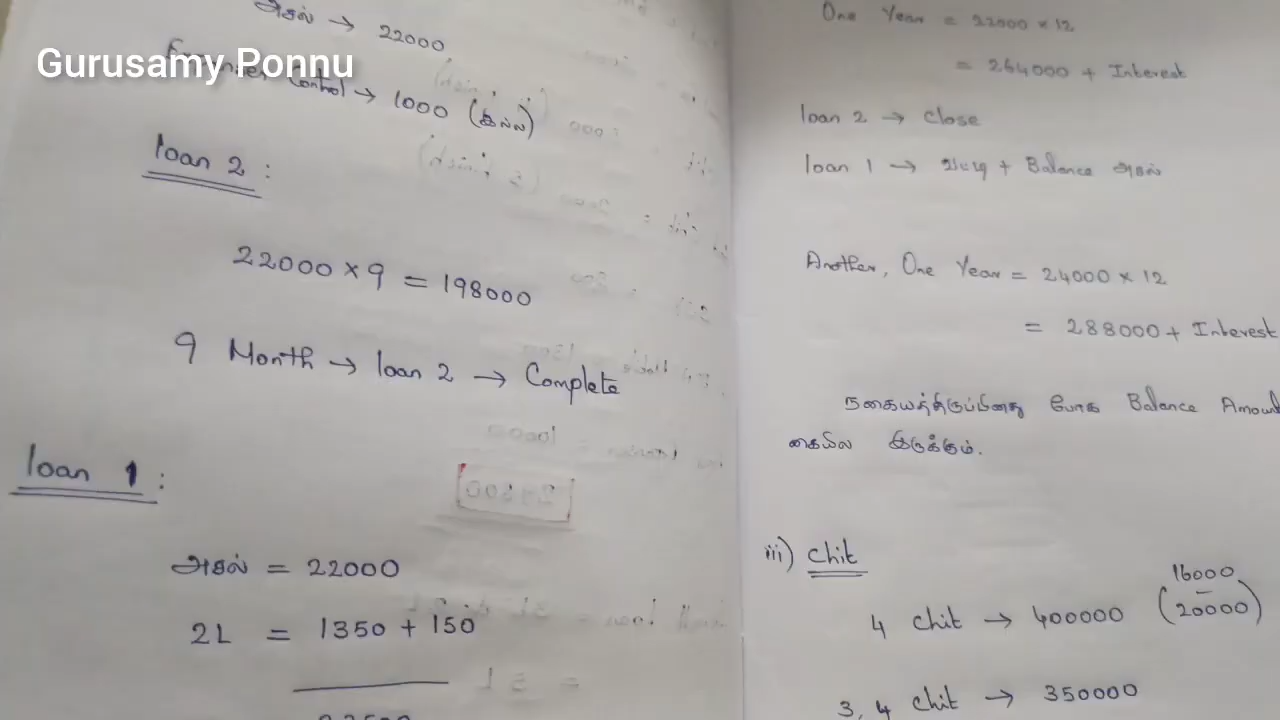 Gurusamy Ponnu
அசல் → 22000
Control → 1000 (இல்ல)
loan 2 :
22000 × 9 = 198000
9 Month → loan 2 → Complete
loan 1 :
அசல் = 22000
2L = 1350 + 150
One Year = 22000 × 12
= 264000 + Interest
loan 2 → close
loan 1 → வட்டி + Balance அசல்
Another, One Year = 24000 × 12
= 288000 + Interest
நகையத்திருப்பினது போக Balance Amount
கையில இருக்கும்.
iii) Chit
4 chit → 400000 (16000 – 20000)
3, 4 chit → 350000